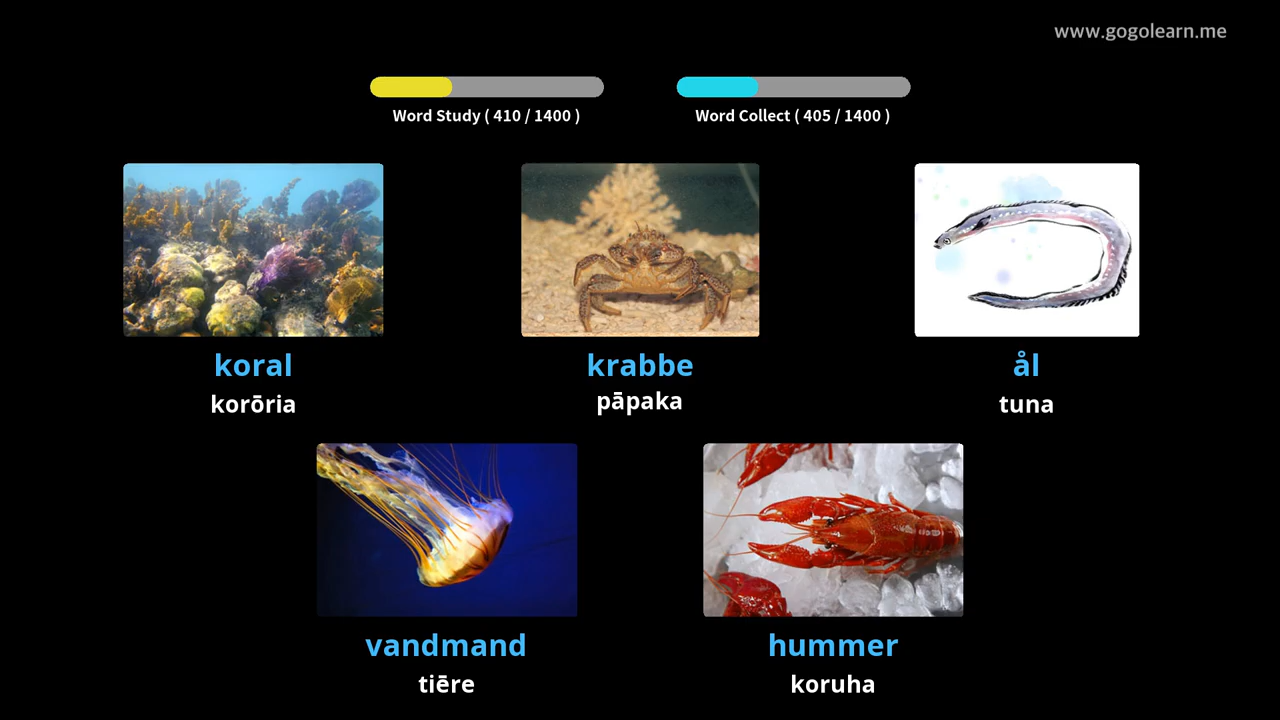 www.gogolearn.me
Word Study ( 410 / 1400 )
Word Collect ( 405 / 1400 )
koral
korōria
krabbe
pāpaka
ål
tuna
vandmand
tiēre
hummer
koruha